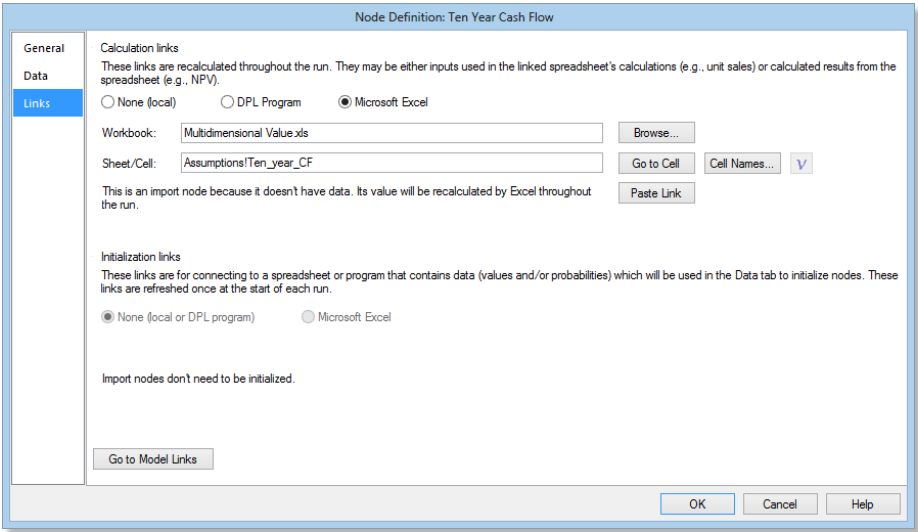 Node Definition: Ten Year Cash Flow
General
Data
Links
Calculation links
These links are recalculated throughout the run. They may be either inputs used in the linked spreadsheet's calculations (e.g., unit sales) or calculated results from the
spreadsheet (e.g., NPV).
None (local)
DPL Program
Microsoft Excel
Workbook:
Multidimensional Value.xls
Browse...
Sheet/Cell:
Assumptions!Ten_year_CF
Go to Cell
Cell Names...
V
This is an import node because it doesn't have data. Its value will be recalculated by Excel throughout
the run.
Paste Link
Initialization links
These links are for connecting to a spreadsheet or program that contains data (values and/or probabilities) which will be used in the Data tab to initialize nodes. These
links are refreshed once at the start of each run.
None (local or DPL program)
Microsoft Excel
Import nodes don't need to be initialized.
Go to Model Links
OK
Cancel
Help